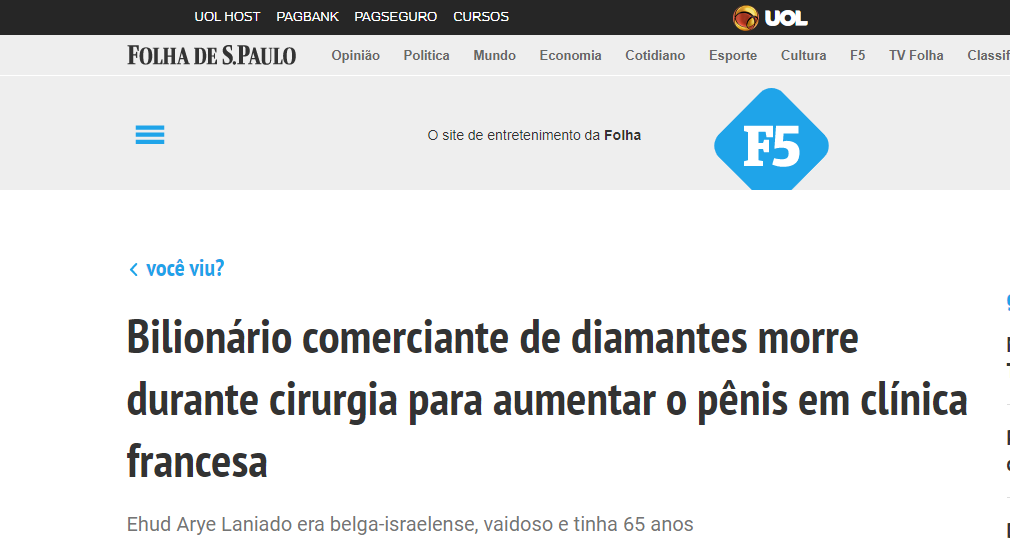 UOL HOST PAGBANK PAGSEGURO CURSOS UOL
FOLHA DE S.PAULO Opinião Politica Mundo Economia Cotidiano Esporte Cultura F5 TV Folha
O site de entretenimento da Folha F5
você viu?
Bilionário comerciante de diamantes morre
durante cirurgia para aumentar o pênis em clínica
francesa
Ehud Arye Laniado era belga-israelense, vaidoso e tinha 65 anos